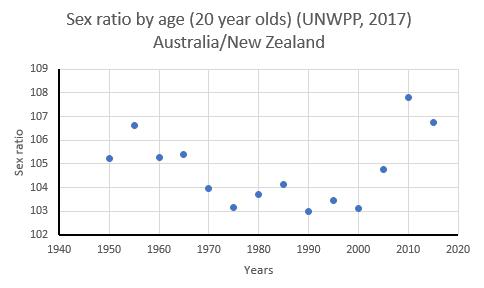 Sex ratio by age (20 year olds) (UNWPP, 2017)
Australia/New Zealand
109
108
107
106
105
104
103
102
Sex ratio
1940 1950 1960 1970 1980 1990 2000 2010 2020
Years